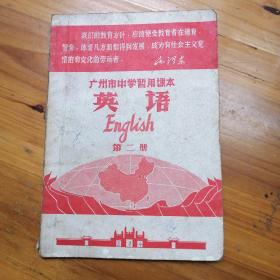 我们的教育方针,应该使受教育者在德育、
智育、体育几方面都得到发展,成为有社会主义觉
悟的有文化的劳动者。
毛泽东
广州市中学暂用课本
英语
English
第二册